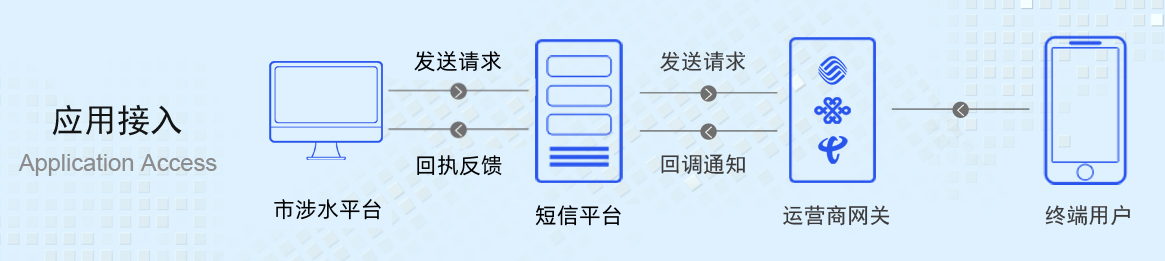 应用接入
Application Access
发送请求
回执反馈
市涉水平台
短信平台
发送请求
回调通知
运营商网关
终端用户